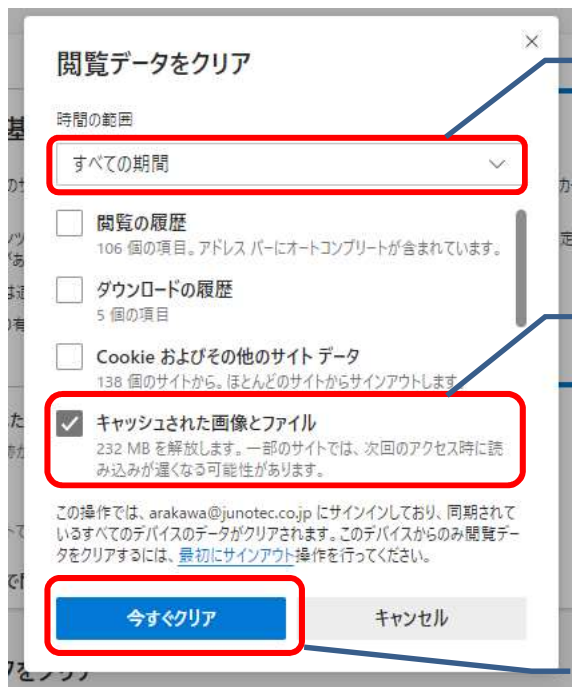 閲覧データをクリア
時間の範囲
すべての期間
閲覧の履歴
106 個の項目。アドレス バーにオートコンプリートが含まれています。
ダウンロードの履歴
5 個の項目
Cookie およびその他のサイト データ
138 個のサイトから。ほとんどのサイトからサインアウトします。
キャッシュされた画像とファイル
232 MB を解放します。一部のサイトでは、次回のアクセス時に読
み込みが遅くなる可能性があります。
この操作では、arakawa@junotec.co.jp にサインインしており、同期されて
いるすべてのデバイスのデータがクリアされます。このデバイスからのみ閲覧デー
タをクリアするには、最初にサインアウト操作を行ってください。
今すぐクリア
キャンセル